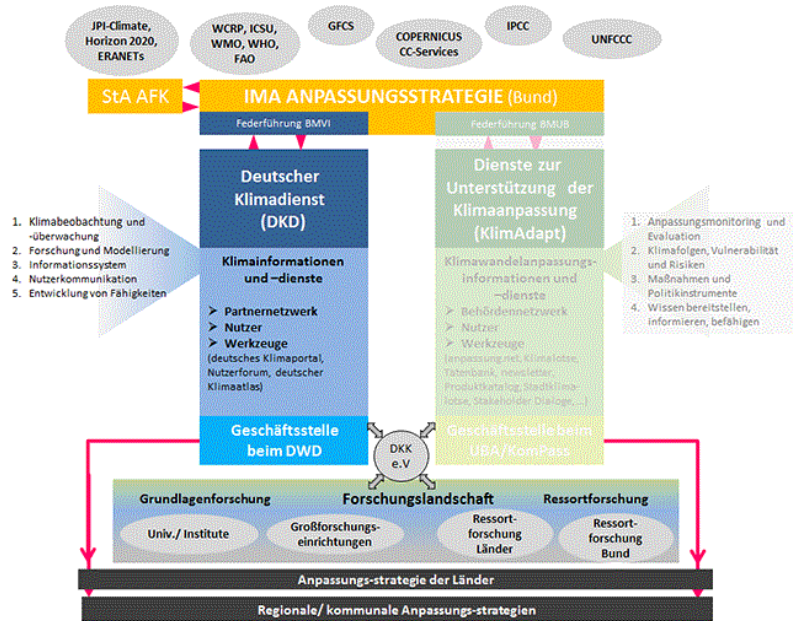 JPI-Climate,
Horizon 2020,
ERANETs
WCRP, ICSU,
WMO, WHO,
FAO
GFCS
COPERNICUS
CC-Services
IPCC
UNFCCC
StA AFK
IMA ANPASSUNGSSTRATEGIE (Bund)
Federführung BMVI
Federführung BMUB
Deutscher
Klimadienst
(DKD)
Dienste zur
Unterstützung der
Klimaanpassung
(KlimAdapt)
1. Klimabeobachtung und
-überwachung
2. Forschung und Modellierung
3. Informationssystem
4. Nutzerkommunikation
5. Entwicklung von Fähigkeiten
Klimainformationen
und –dienste
➢ Partnernetzwerk
➢ Nutzer
➢ Werkzeuge
(deutsches Klimaportal,
Nutzerforum, deutscher
Klimaatlas)
Klimawandelanpassungs-
informationen und
–dienste
➢ Behördennetzwerk
➢ Nutzer
➢ Werkzeuge
(anpassung.net, Klimalotse,
Tatenbank, newsletter,
Produktkatalog, Stadtklima-
lotse, Stakeholder Dialoge, ...)
1. Anpassungsmonitoring und
Evaluation
2. Klimafolgen, Vulnerabilität
und Risiken
3. Maßnahmen und
Politikinstrumente
4. Wissen bereitstellen,
informieren, befähigen
Geschäftsstelle
beim DWD
DKK
e.V
Geschäftsstelle beim
UBA/KomPass
Grundlagenforschung
Forschungslandschaft
Ressortforschung
Univ./ Institute
Großforschungs-
einrichtungen
Ressort-
forschung
Länder
Ressort-
forschung
Bund
Anpassungs-strategie der Länder
Regionale/ kommunale Anpassungs-strategien